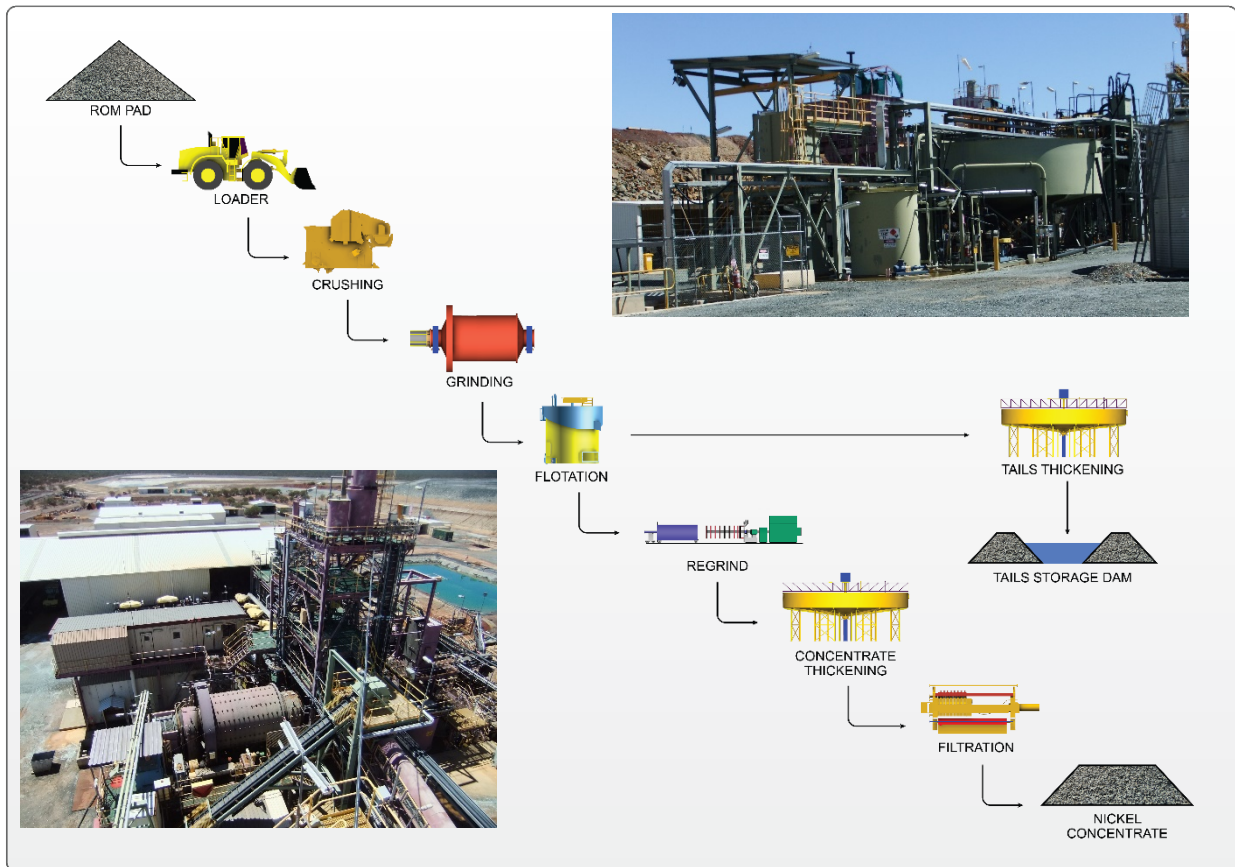 ROM PAD
LOADER
CRUSHING
GRINDING
FLOTATION
TAILS THICKENING
REGRIND
TAILS STORAGE DAM
CONCENTRATE
THICKENING
FILTRATION
NICKEL
CONCENTRATE